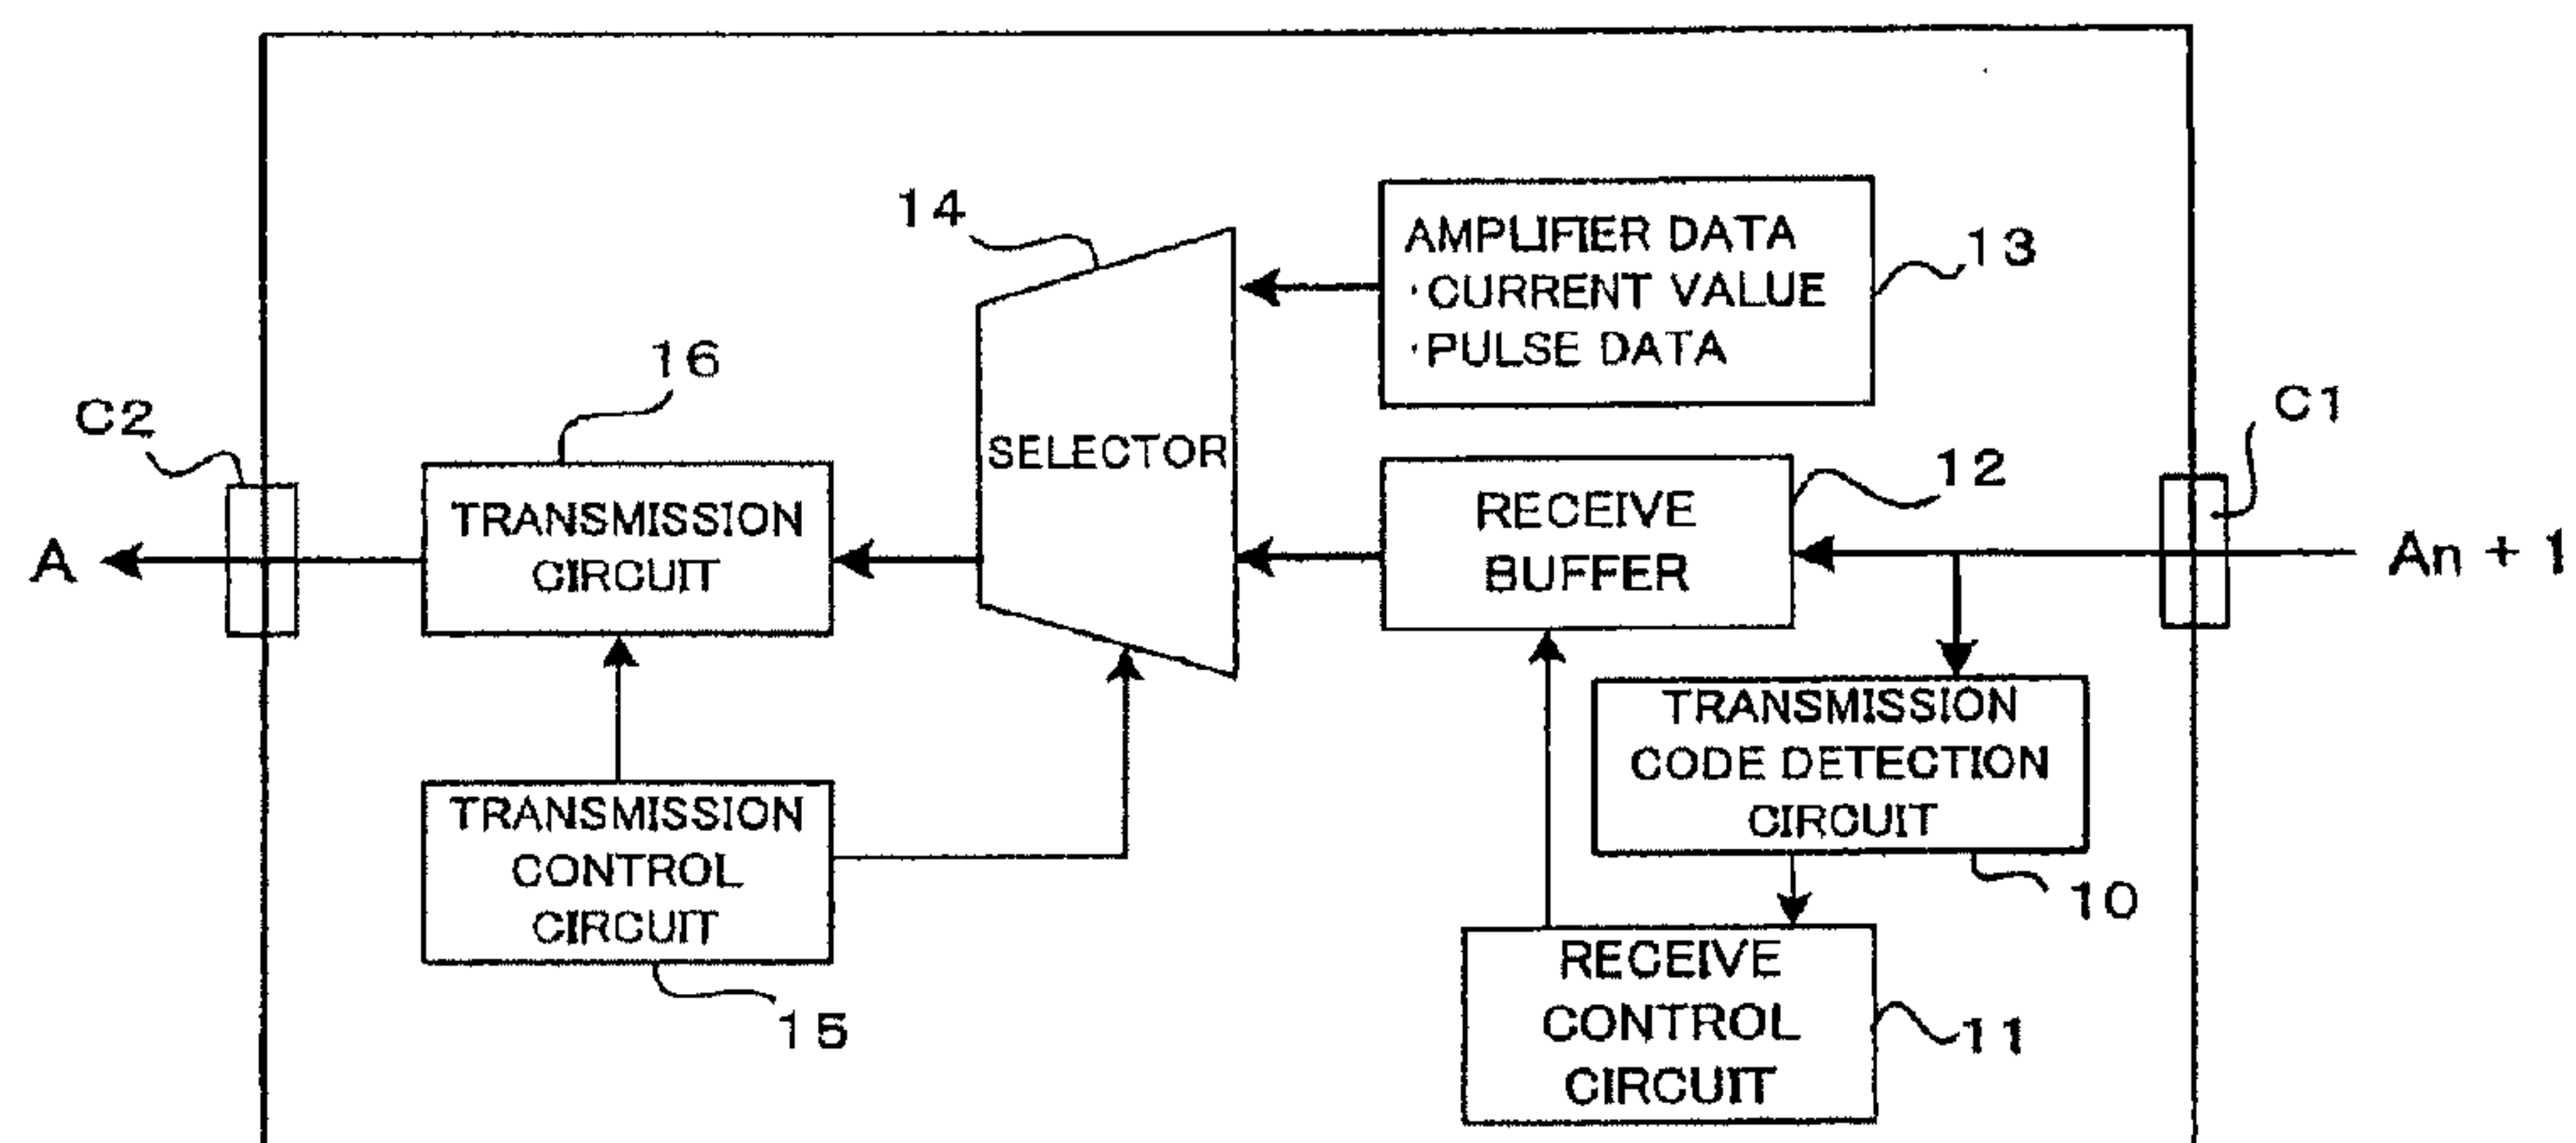 14
AMPLIFIER DATA
·CURRENT VALUE
·PULSE DATA
13
16
C2
C1
SELECTOR
12
RECEIVE
BUFFER
TRANSMISSION
CIRCUIT
A
An + 1
TRANSMISSION
CODE DETECTION
CIRCUIT
10
TRANSMISSION
CONTROL
CIRCUIT
15
RECEIVE
CONTROL
CIRCUIT
11